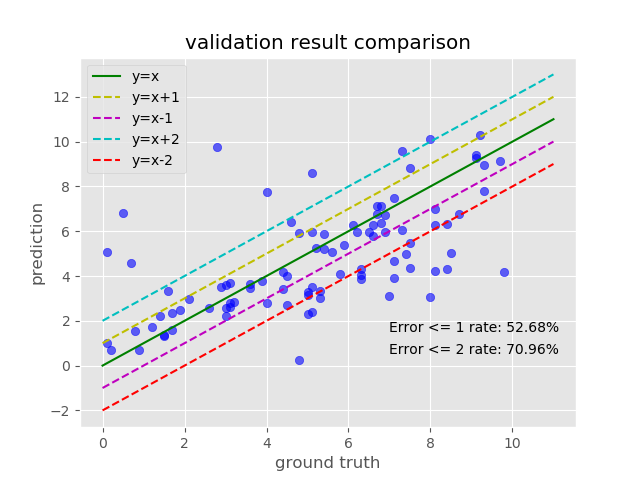 validation result comparison
y=x
y=x+1
y=x-1
y=x+2
y=x-2
12
10
8
6
4
2
0
−2
prediction
Error <= 1 rate: 52.68%
Error <= 2 rate: 70.96%
0 2 4 6 8 10
ground truth